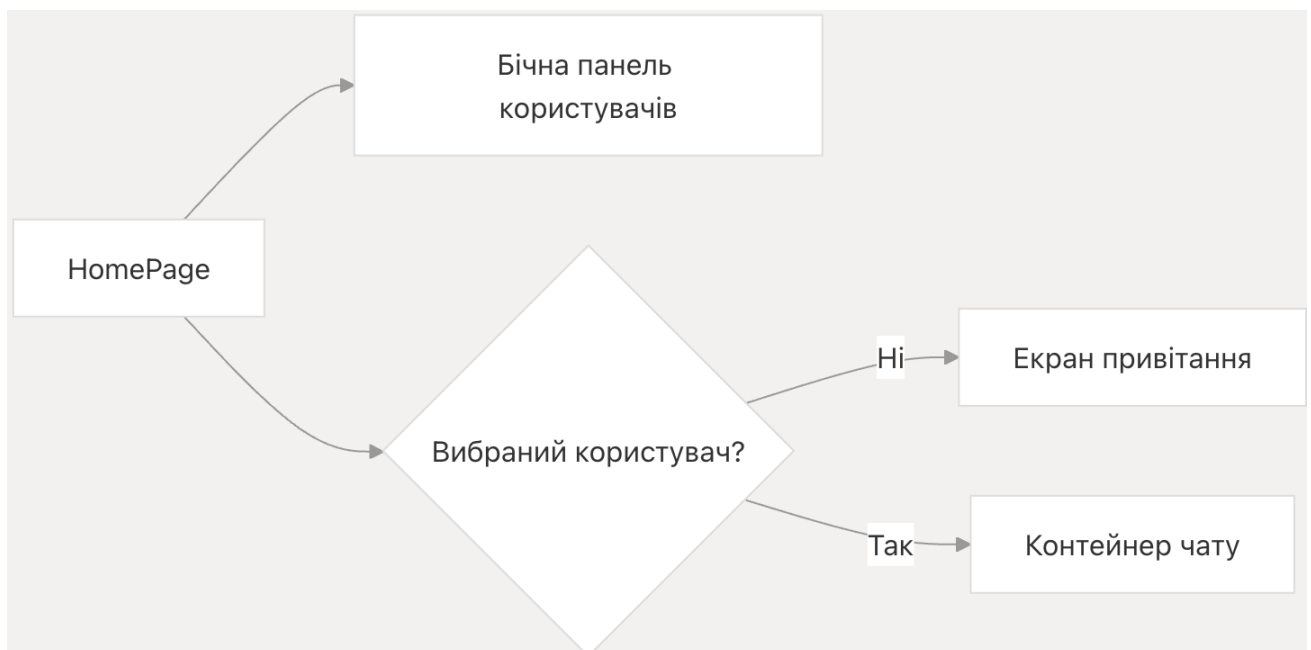 Бічна панель
користувачів
HomePage
Ні
Екран привітання
Вибраний користувач?
Так
Контейнер чату